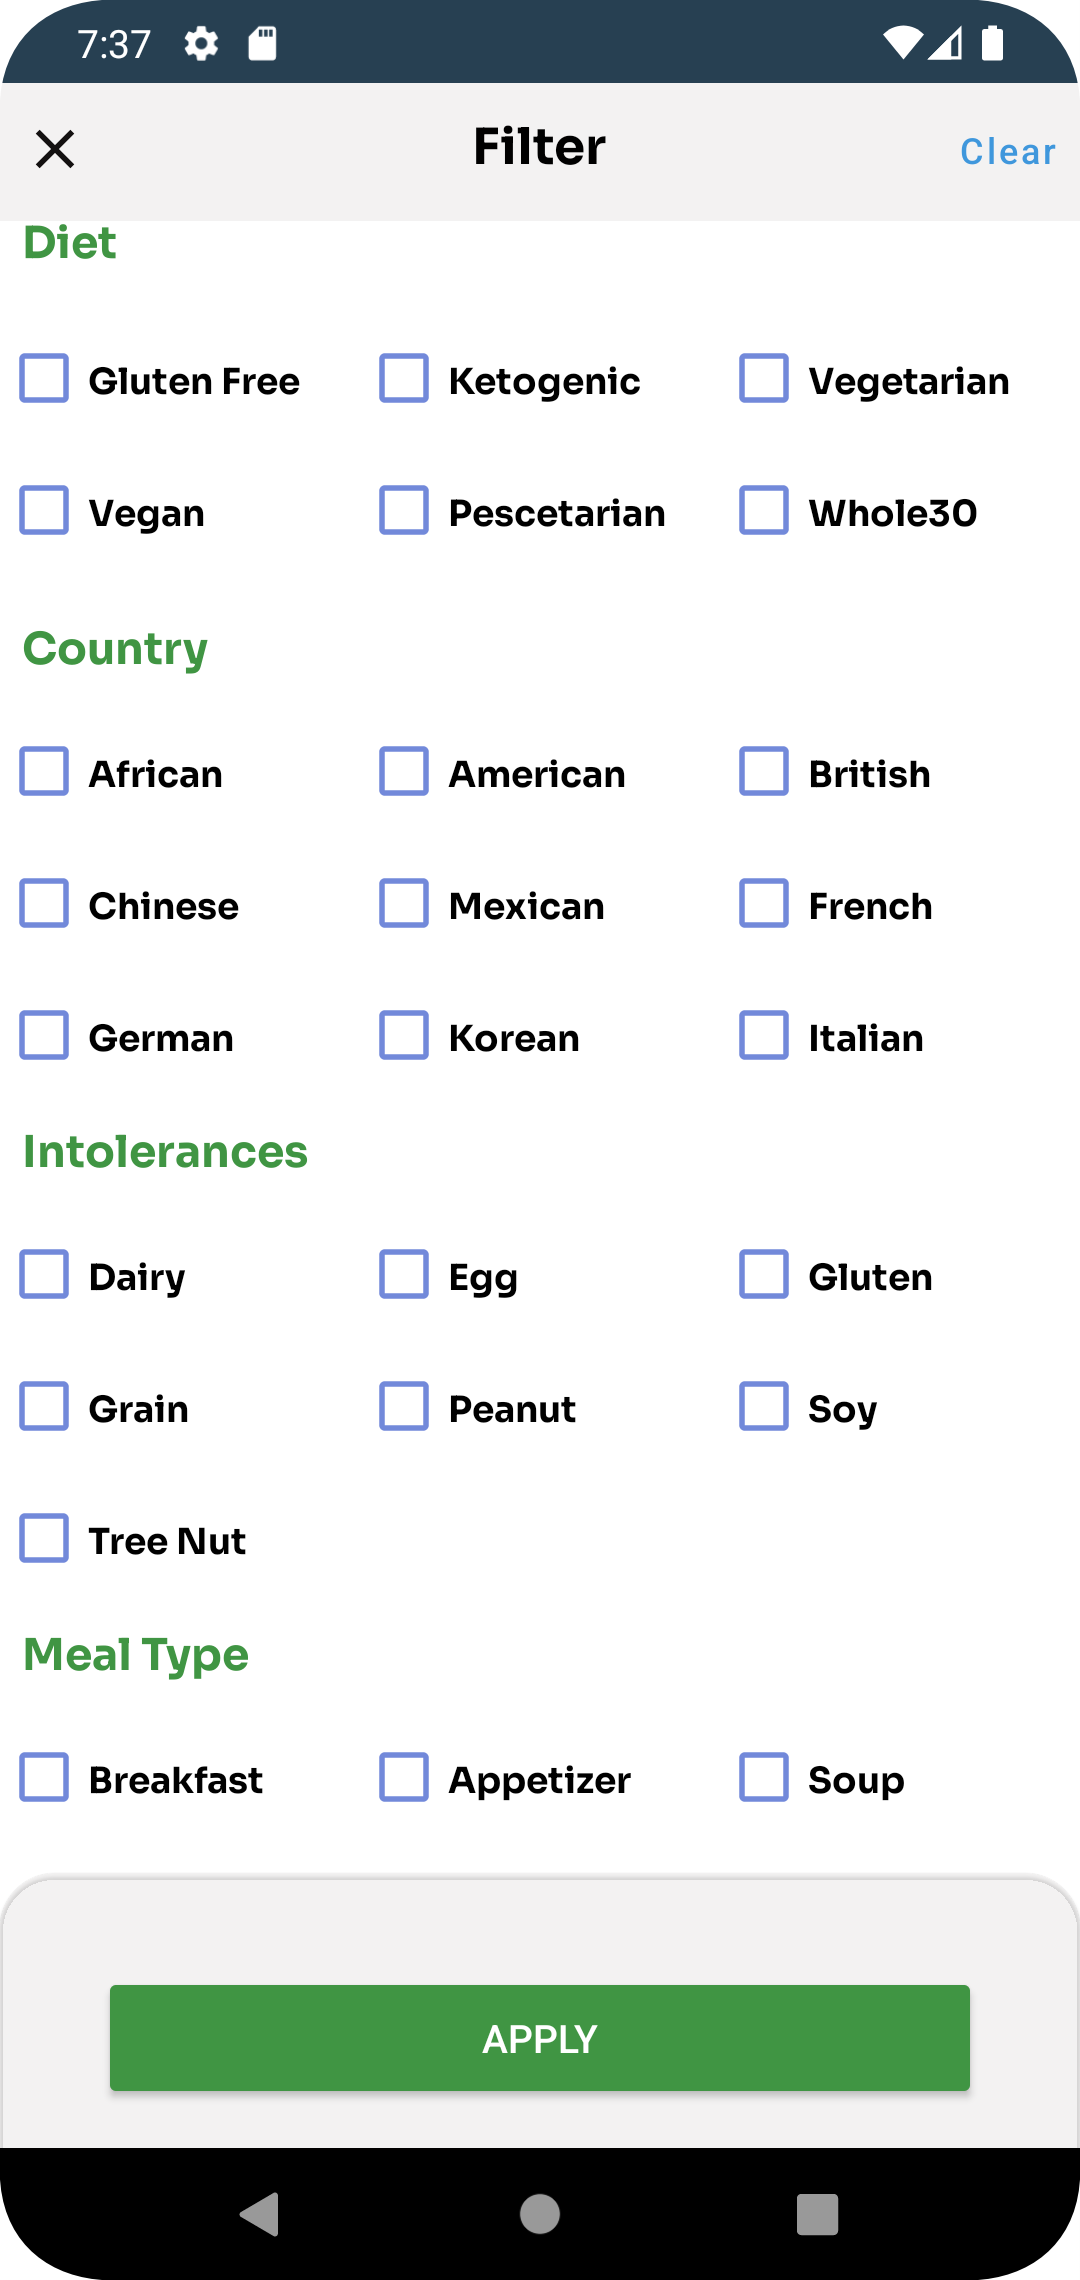 7:37
Filter
Clear
Diet
Gluten Free Ketogenic Vegetarian
Vegan Pescetarian Whole30
Country
African American British
Chinese Mexican French
German Korean Italian
Intolerances
Dairy Egg Gluten
Grain Peanut Soy
Tree Nut
Meal Type
Breakfast Appetizer Soup
APPLY